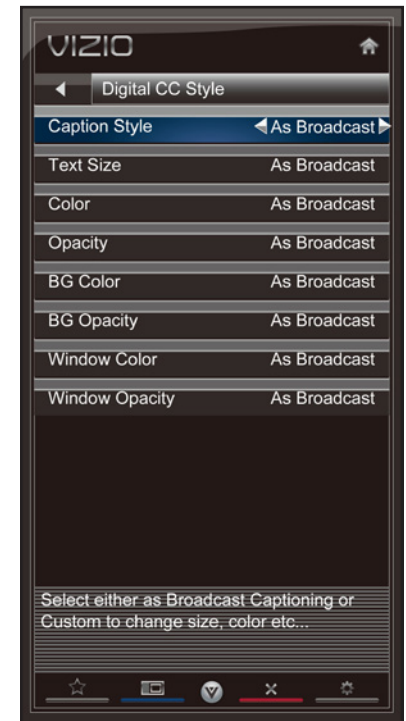 VIZIO
Digital CC Style
Caption Style As Broadcast
Text Size As Broadcast
Color As Broadcast
Opacity As Broadcast
BG Color As Broadcast
BG Opacity As Broadcast
Window Color As Broadcast
Window Opacity As Broadcast
Select either as Broadcast Captioning or
Custom to change size, color etc...
V